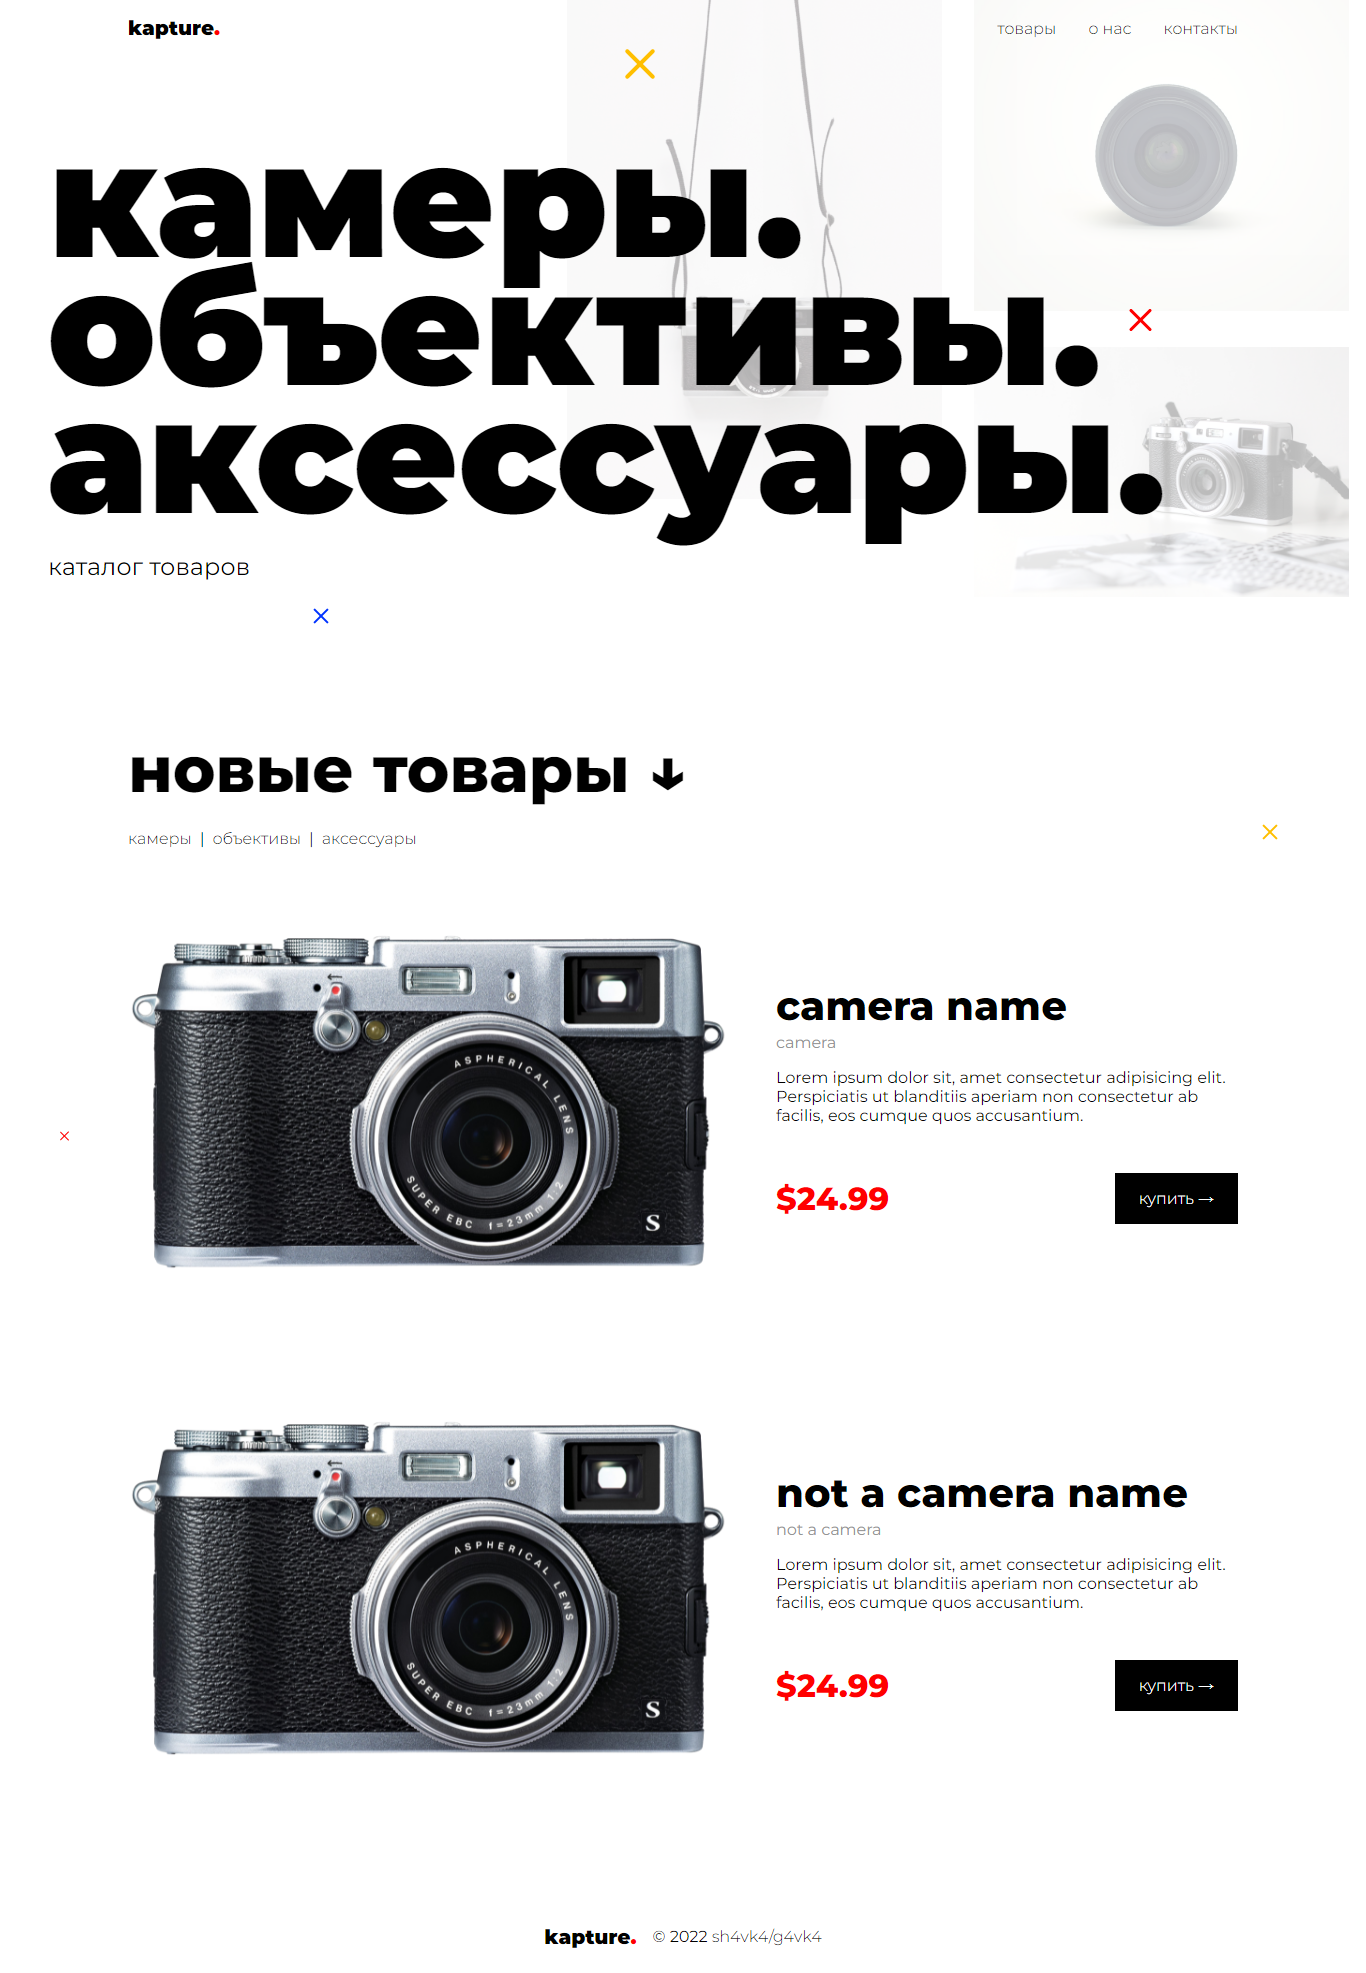 kapture.
товары о нас контакты
камеры.
объективы.
аксессуары.
каталог товаров
новые товары ↓
камеры | объективы | аксессуары
ASPHERICAL LENS
SUPER EBC f=23mm 1:2
S
camera name
camera
Lorem ipsum dolor sit, amet consectetur adipisicing elit.
Perspiciatis ut blanditiis aperiam non consectetur ab
facilis, eos cumque quos accusantium.
$24.99
купить →
ASPHERICAL LENS
SUPER EBC f=23mm 1:2
S
not a camera name
not a camera
Lorem ipsum dolor sit, amet consectetur adipisicing elit.
Perspiciatis ut blanditiis aperiam non consectetur ab
facilis, eos cumque quos accusantium.
$24.99
купить →
kapture. © 2022 sh4vk4/g4vk4